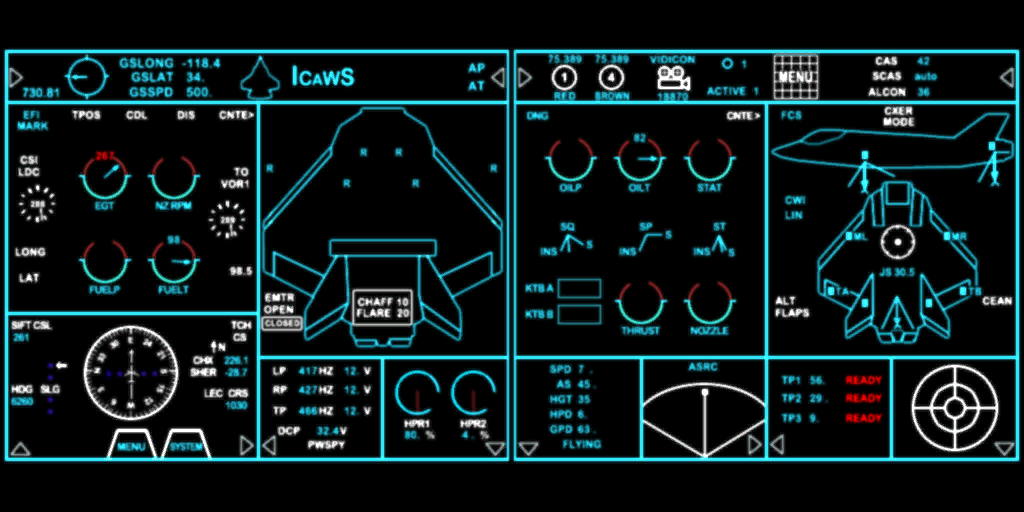 GSLONG -118.4
GSLAT 34.
GSSPD 500.
730.81
ICAWS
AP
AT
EFI
MARK
TPOS CDL DIS CNTE>
CSI
LDC
267
EGT
NZ RPM
TO
VOR1
LONG
LAT
98
FUELP
FUELT
98.5
R R R R R R
EMTR
OPEN
CLOSED
CHAFF 10
FLARE 20
SIFT CSL
261
HDG SLG
6260
TCH
CS
N
CHX 226.1
SHER -28.7
LEC CRS
1030
MENU
SYSTEM
LP 417HZ 12. V
RP 427HZ 12. V
TP 466HZ 12. V
DCP 32.4V
PWSPY
HPR1
80. %
HPR2
4. %
75.389
1
RED
75.389
4
BROWN
VIDICON
18870
1
ACTIVE 1
MENU
CAS 42
SCAS auto
ALCON 36
DNG
CNTE>
82
OILP
OILT
STAT
SQ
INS S
SP
INS S
ST
INS S
KTB A
KTB B
THRUST
NOZZLE
FCS
CXER
MODE
CWI
LIN
ML
MR
JS 30.5
TA
TB
ALT
FLAPS
CEAN
SPD 7.
AS 45.
HGT 35
HPD 6.
GPD 63.
FLYING
ASRC
TP1 56. READY
TP2 29. READY
TP3 9. READY